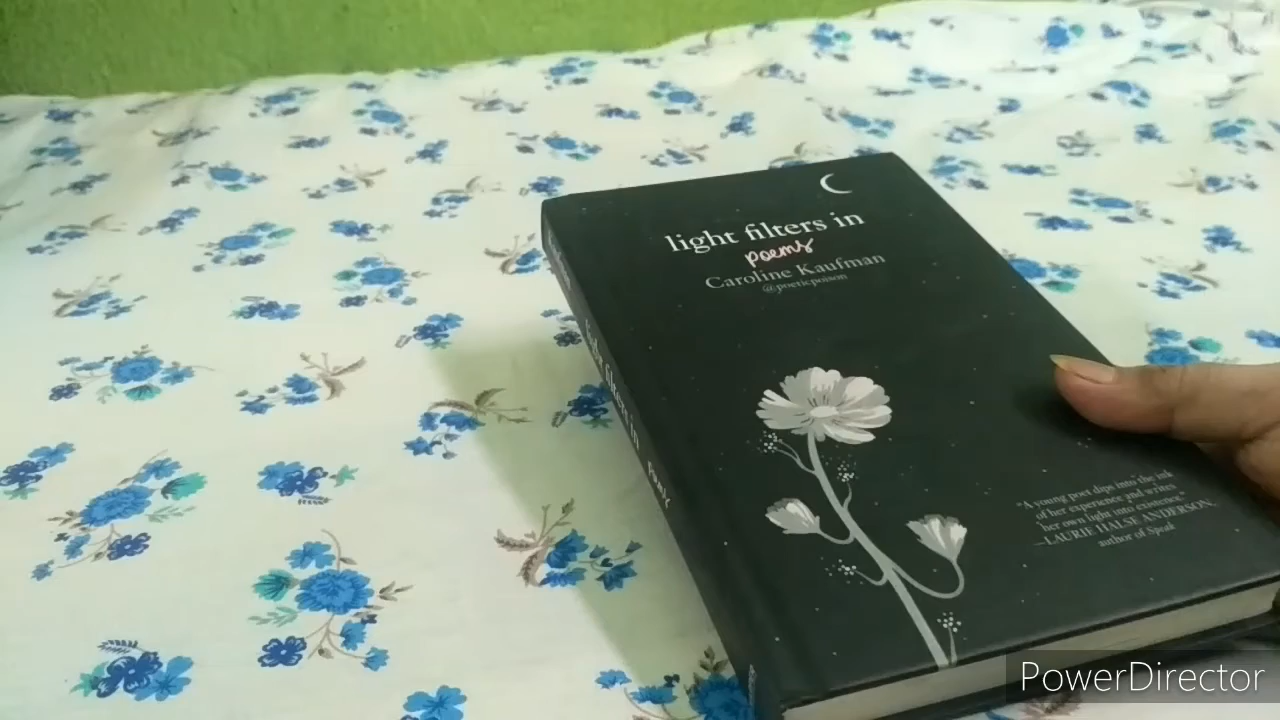 light filters in
poems
Caroline Kaufman
@poeticpoison
"A young poet dips into the ink
of her experience and writes
her own light into existence."
—LAURIE HALSE ANDERSON,
author of Speak
light filters in poems
PowerDirector